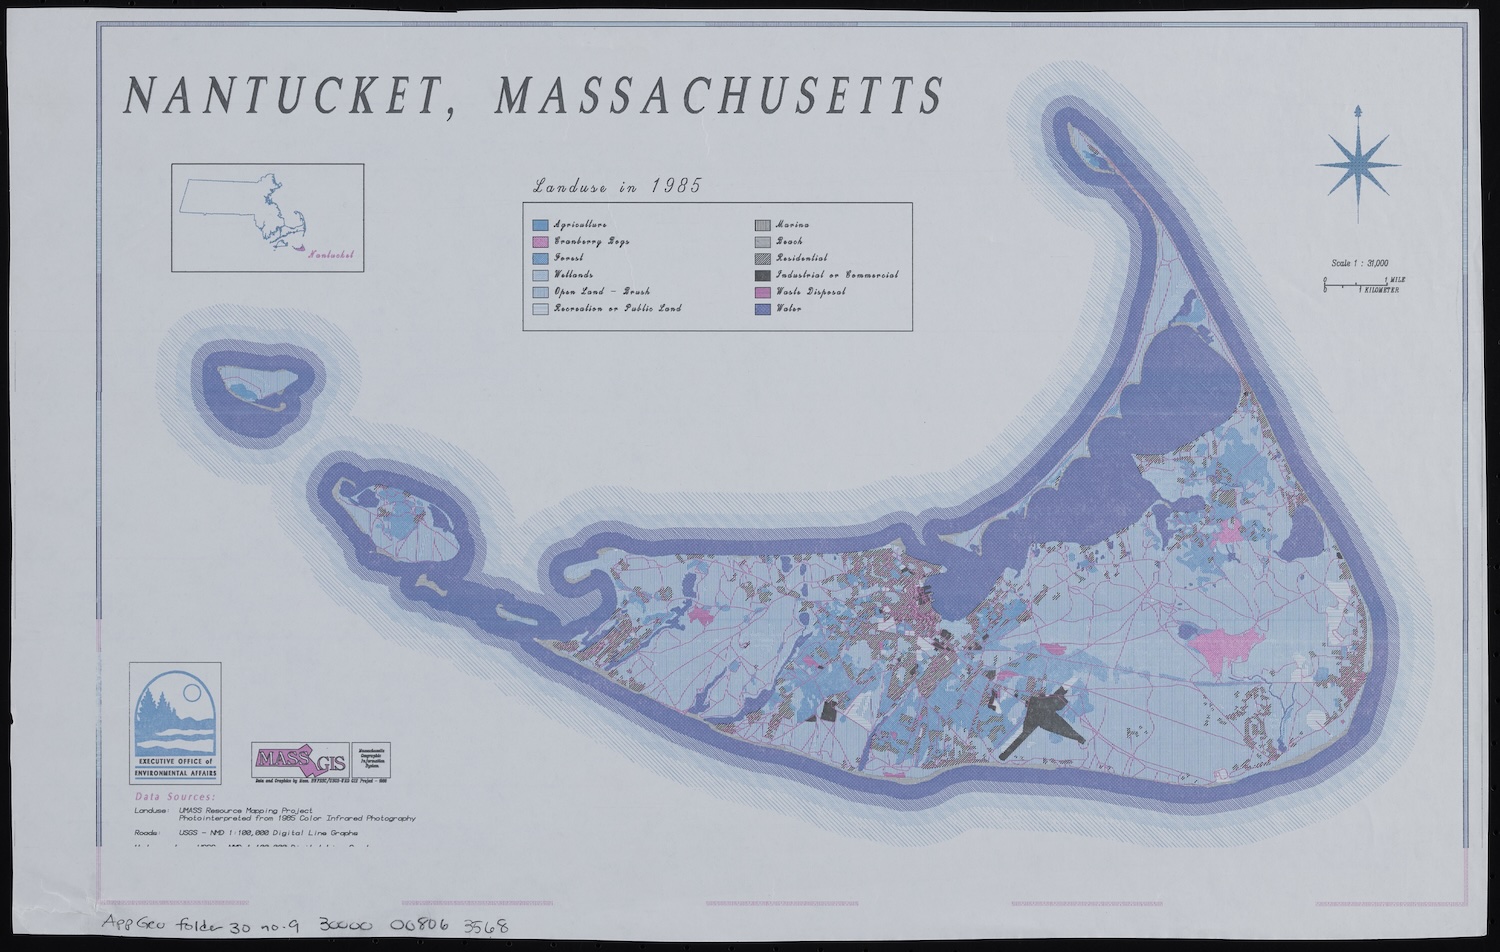 NANTUCKET, MASSACHUSETTS
Nantucket
Landuse in 1985
Agriculture
Cranberry Bogs
Forest
Wetlands
Open Land - Brush
Recreation or Public Land
Marina
Beach
Residential
Industrial or Commercial
Waste Disposal
Water
Scale 1 : 31,000
0 1 MILE
0 1 KILOMETER
EXECUTIVE OFFICE of
ENVIRONMENTAL AFFAIRS
MASS GIS
Massachusetts
Geographic
Information
System
Data and Graphics by
Data Sources:
Landuse: UMASS Resource Mapping Project
Photointerpreted from 1985 Color Infrared Photography
Roads: USGS - NMD 1:100,000 Digital Line Graphs
AppGeo folder 30 no. 9 30000 00806 3568